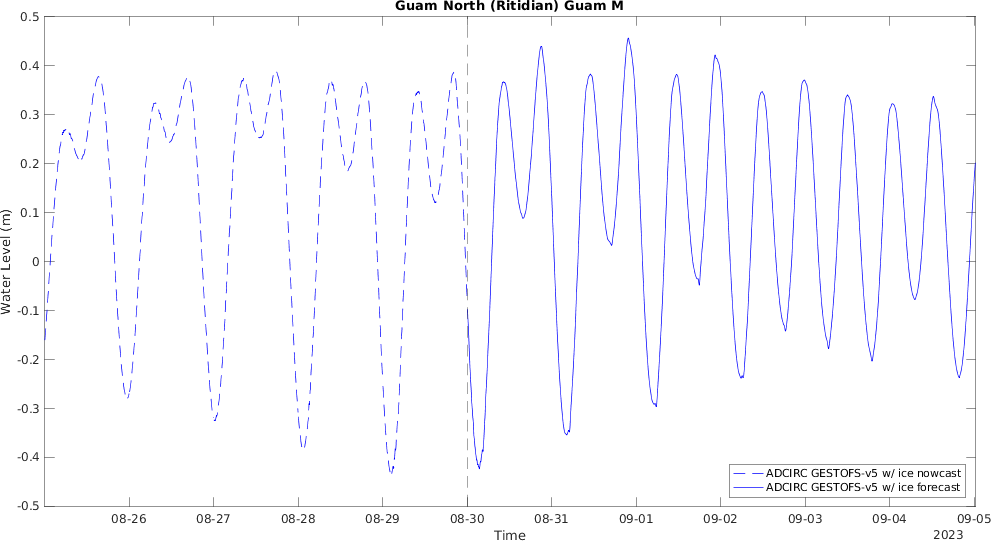 Guam North (Ritidian) Guam M
0.5
0.4
0.3
0.2
0.1
0
-0.1
-0.2
-0.3
-0.4
-0.5
Water Level (m)
ADCIRC GESTOFS-v5 w/ ice nowcast
ADCIRC GESTOFS-v5 w/ ice forecast
08-26 08-27 08-28 08-29 08-30 08-31 09-01 09-02 09-03 09-04 09-05
Time
2023